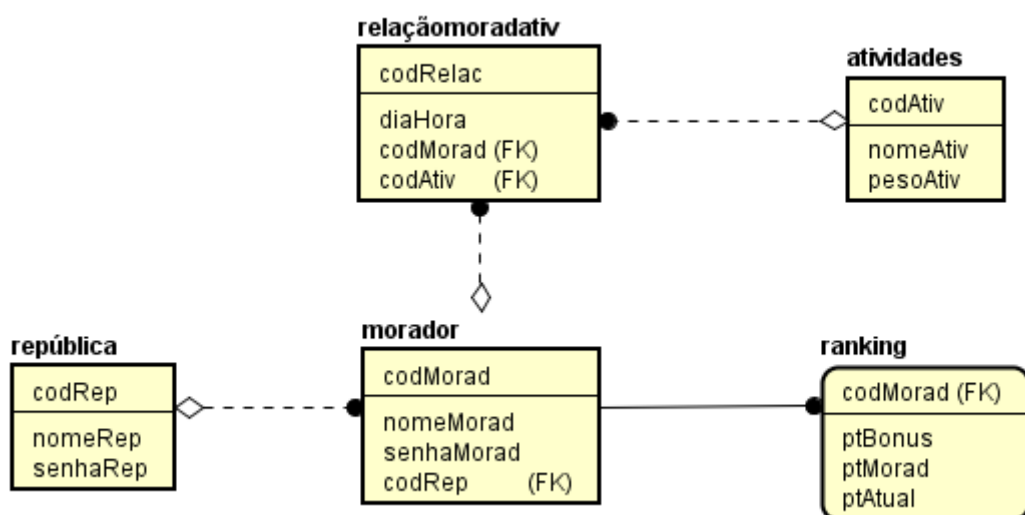 relaçãomoradativ
codRelac
diaHora
codMorad (FK)
codAtiv (FK)
atividades
codAtiv
nomeAtiv
pesoAtiv
república
codRep
nomeRep
senhaRep
morador
codMorad
nomeMorad
senhaMorad
codRep (FK)
ranking
codMorad (FK)
ptBonus
ptMorad
ptAtual